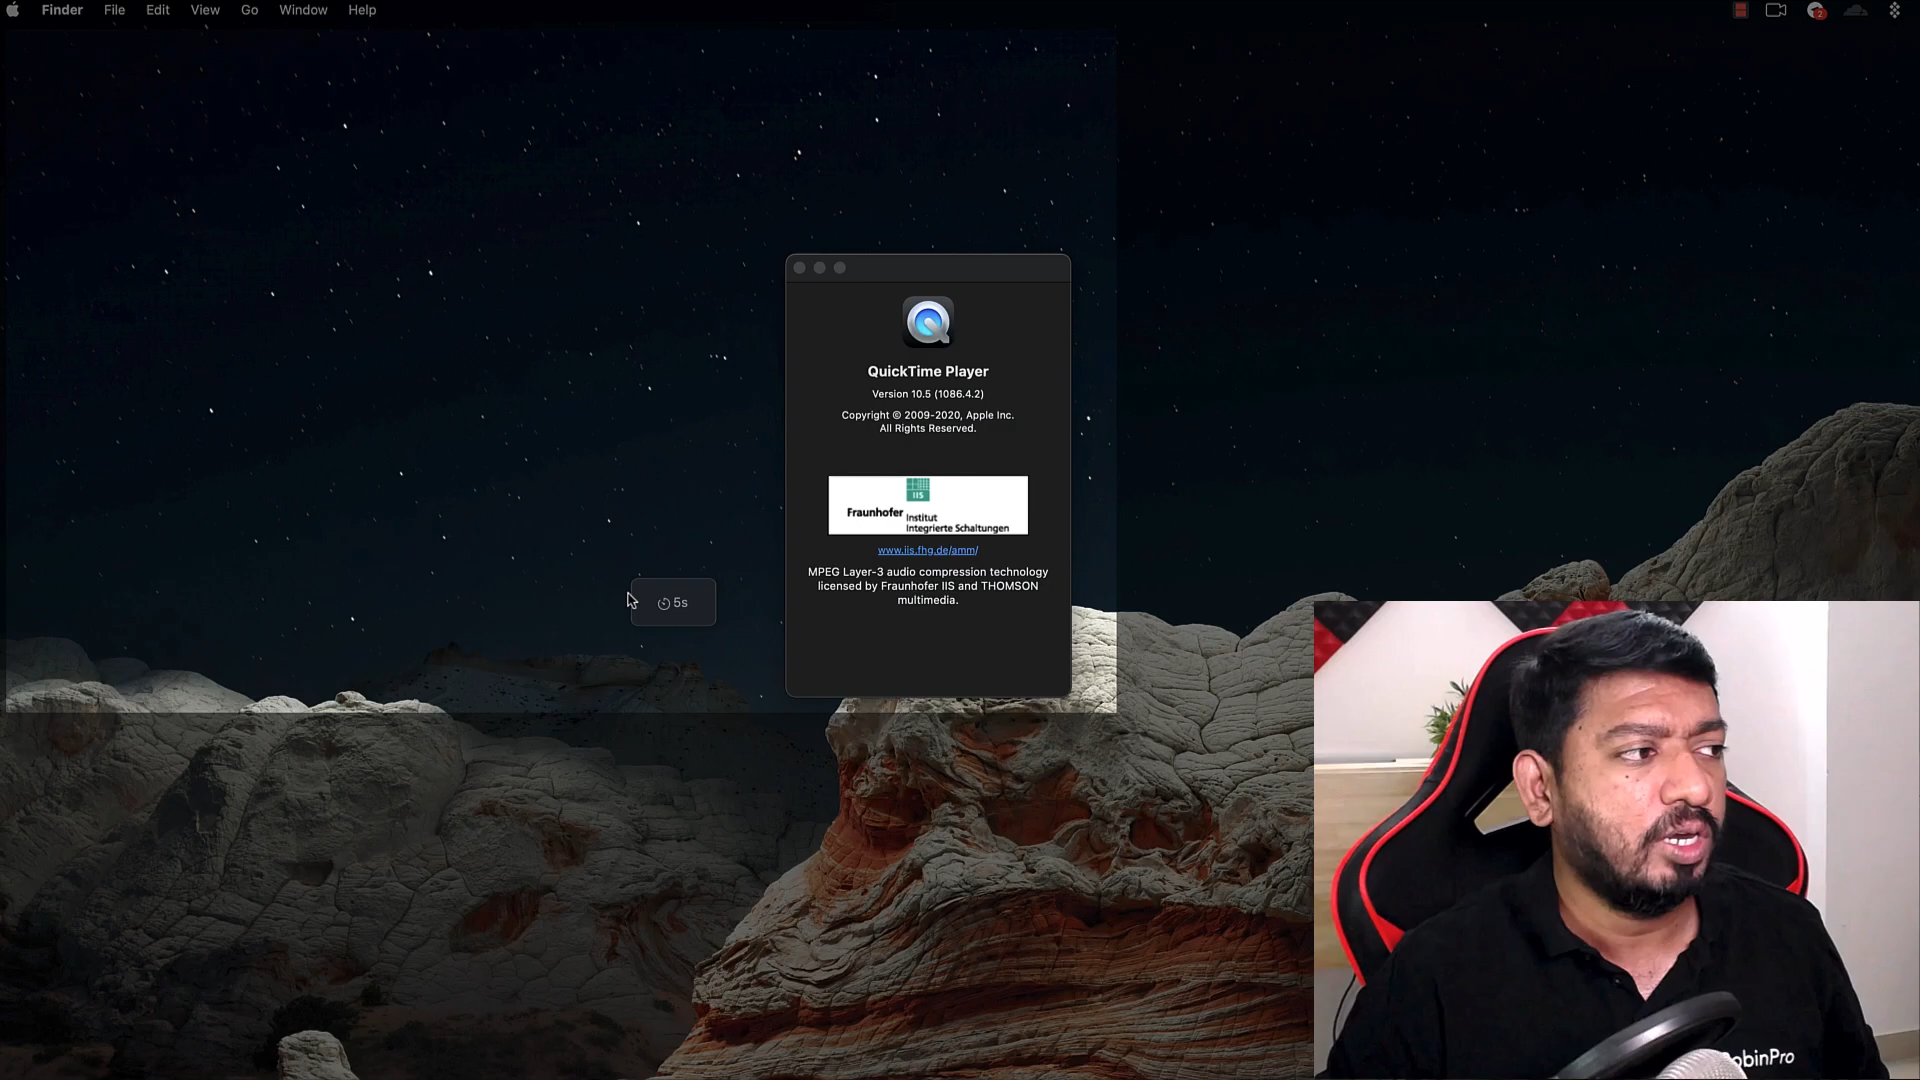 Finder File Edit View Go Window Help
2
QuickTime Player
Version 10.5 (1086.4.2)
Copyright © 2009-2020, Apple Inc.
All Rights Reserved.
IIS
Fraunhofer Institut
Integrierte Schaltungen
www.iis.fhg.de/amm/
MPEG Layer-3 audio compression technology
licensed by Fraunhofer IIS and THOMSON
multimedia.
5s
obinPro